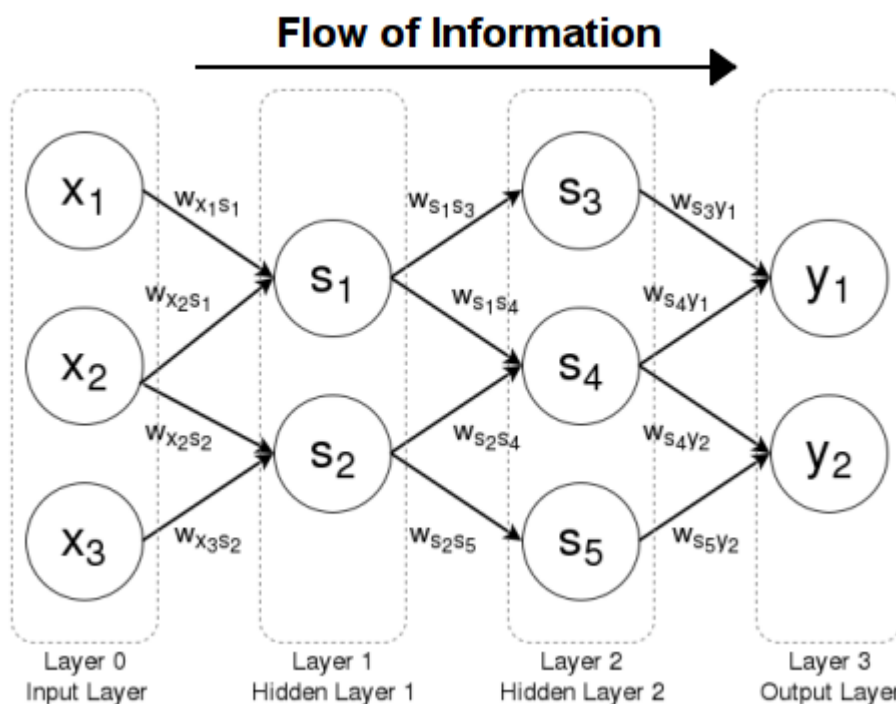 Flow of Information
x₁
x₂
x₃
wx₁s₁
wx₂s₁
wx₂s₂
wx₃s₂
s₁
s₂
ws₁s₃
ws₁s₄
ws₂s₄
ws₂s₅
s₃
s₄
s₅
ws₃y₁
ws₄y₁
ws₄y₂
ws₅y₂
y₁
y₂
Layer 0
Input Layer
Layer 1
Hidden Layer 1
Layer 2
Hidden Layer 2
Layer 3
Output Layer